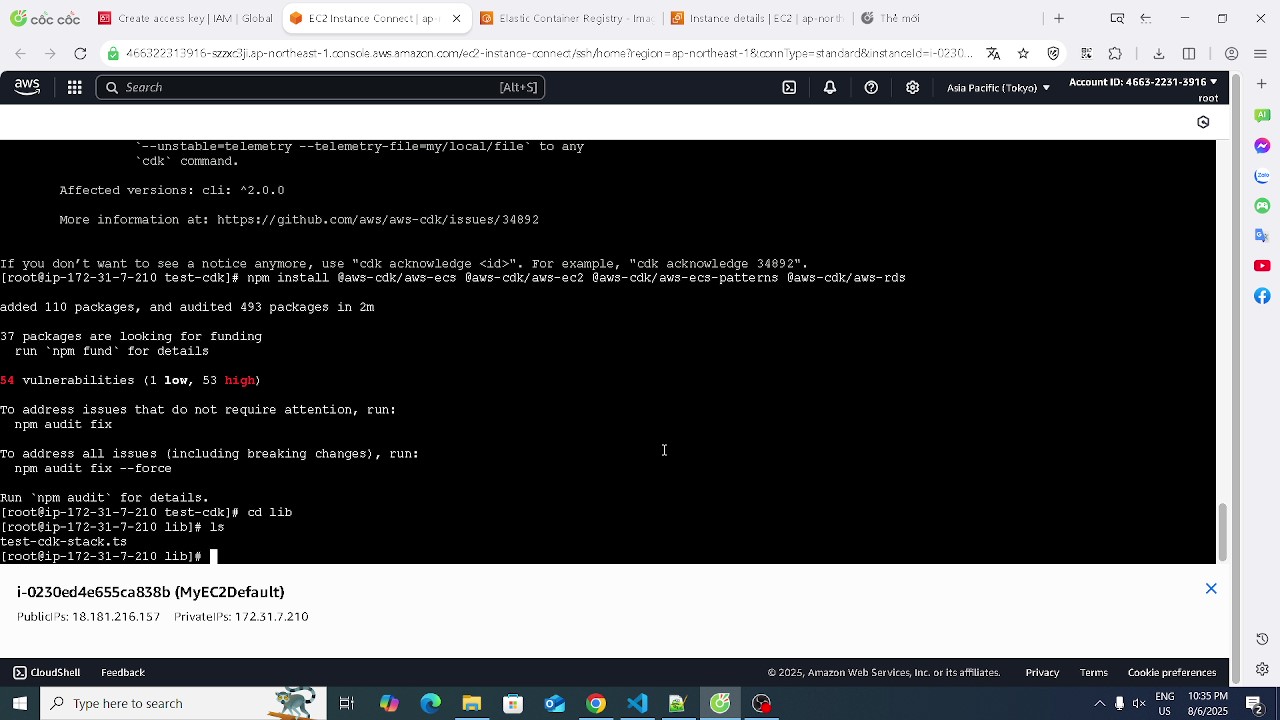 cốc cốc
Create access key | IAM | Global
EC2 Instance Connect | ap-
Elastic Container Registry - Imag
Instance details | EC2 | ap-north
Thẻ mới
466322313916-szzxc3jt.ap-northeast-1.console.aws.amazon.com/ec2-instance-connect/ssh/home?region=ap-northeast-1&connType=standard&instanceId=i-0230...
aws
Search
[Alt+S]
Asia Pacific (Tokyo)
Account ID: 4663-2231-3916
root
`--unstable=telemetry --telemetry-file=my/local/file` to any
`cdk` command.
Affected versions: cli: ^2.0.0
More information at: https://github.com/aws/aws-cdk/issues/34892
If you don’t want to see a notice anymore, use "cdk acknowledge <id>". For example, "cdk acknowledge 34892".
[root@ip-172-31-7-210 test-cdk]# npm install @aws-cdk/aws-ecs @aws-cdk/aws-ec2 @aws-cdk/aws-ecs-patterns @aws-cdk/aws-rds
added 110 packages, and audited 493 packages in 2m
37 packages are looking for funding
run `npm fund` for details
54 vulnerabilities (1 low, 53 high)
To address issues that do not require attention, run:
npm audit fix
To address all issues (including breaking changes), run:
npm audit fix --force
Run `npm audit` for details.
[root@ip-172-31-7-210 test-cdk]# cd lib
[root@ip-172-31-7-210 lib]# ls
test-cdk-stack.ts
[root@ip-172-31-7-210 lib]#
i-0230ed4e655ca838b (MyEC2Default)
PublicIPs: 18.181.216.157 PrivateIPs: 172.31.7.210
CloudShell
Feedback
© 2025, Amazon Web Services, Inc. or its affiliates.
Privacy
Terms
Cookie preferences
AI
Zalo
Type here to search
ENG
US
10:35 PM
8/6/2025
2